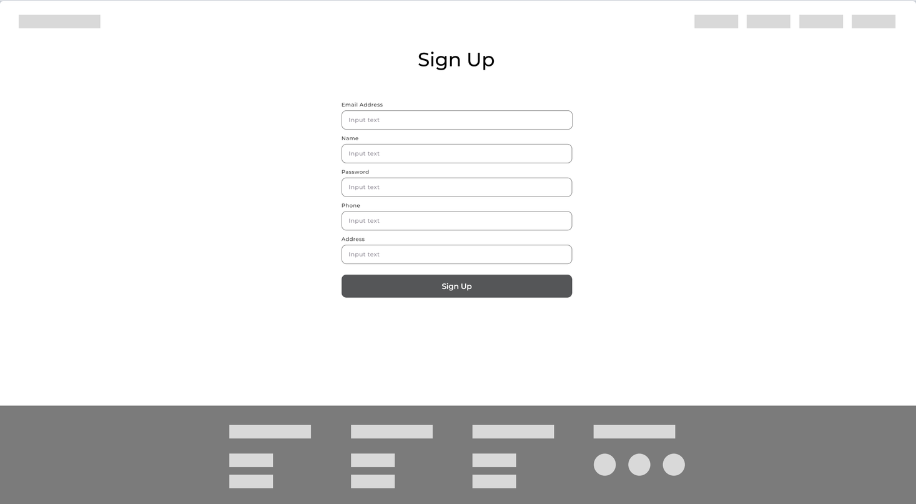 Sign Up
Email Address
Input text
Name
Input text
Password
Input text
Phone
Input text
Address
Input text
Sign Up